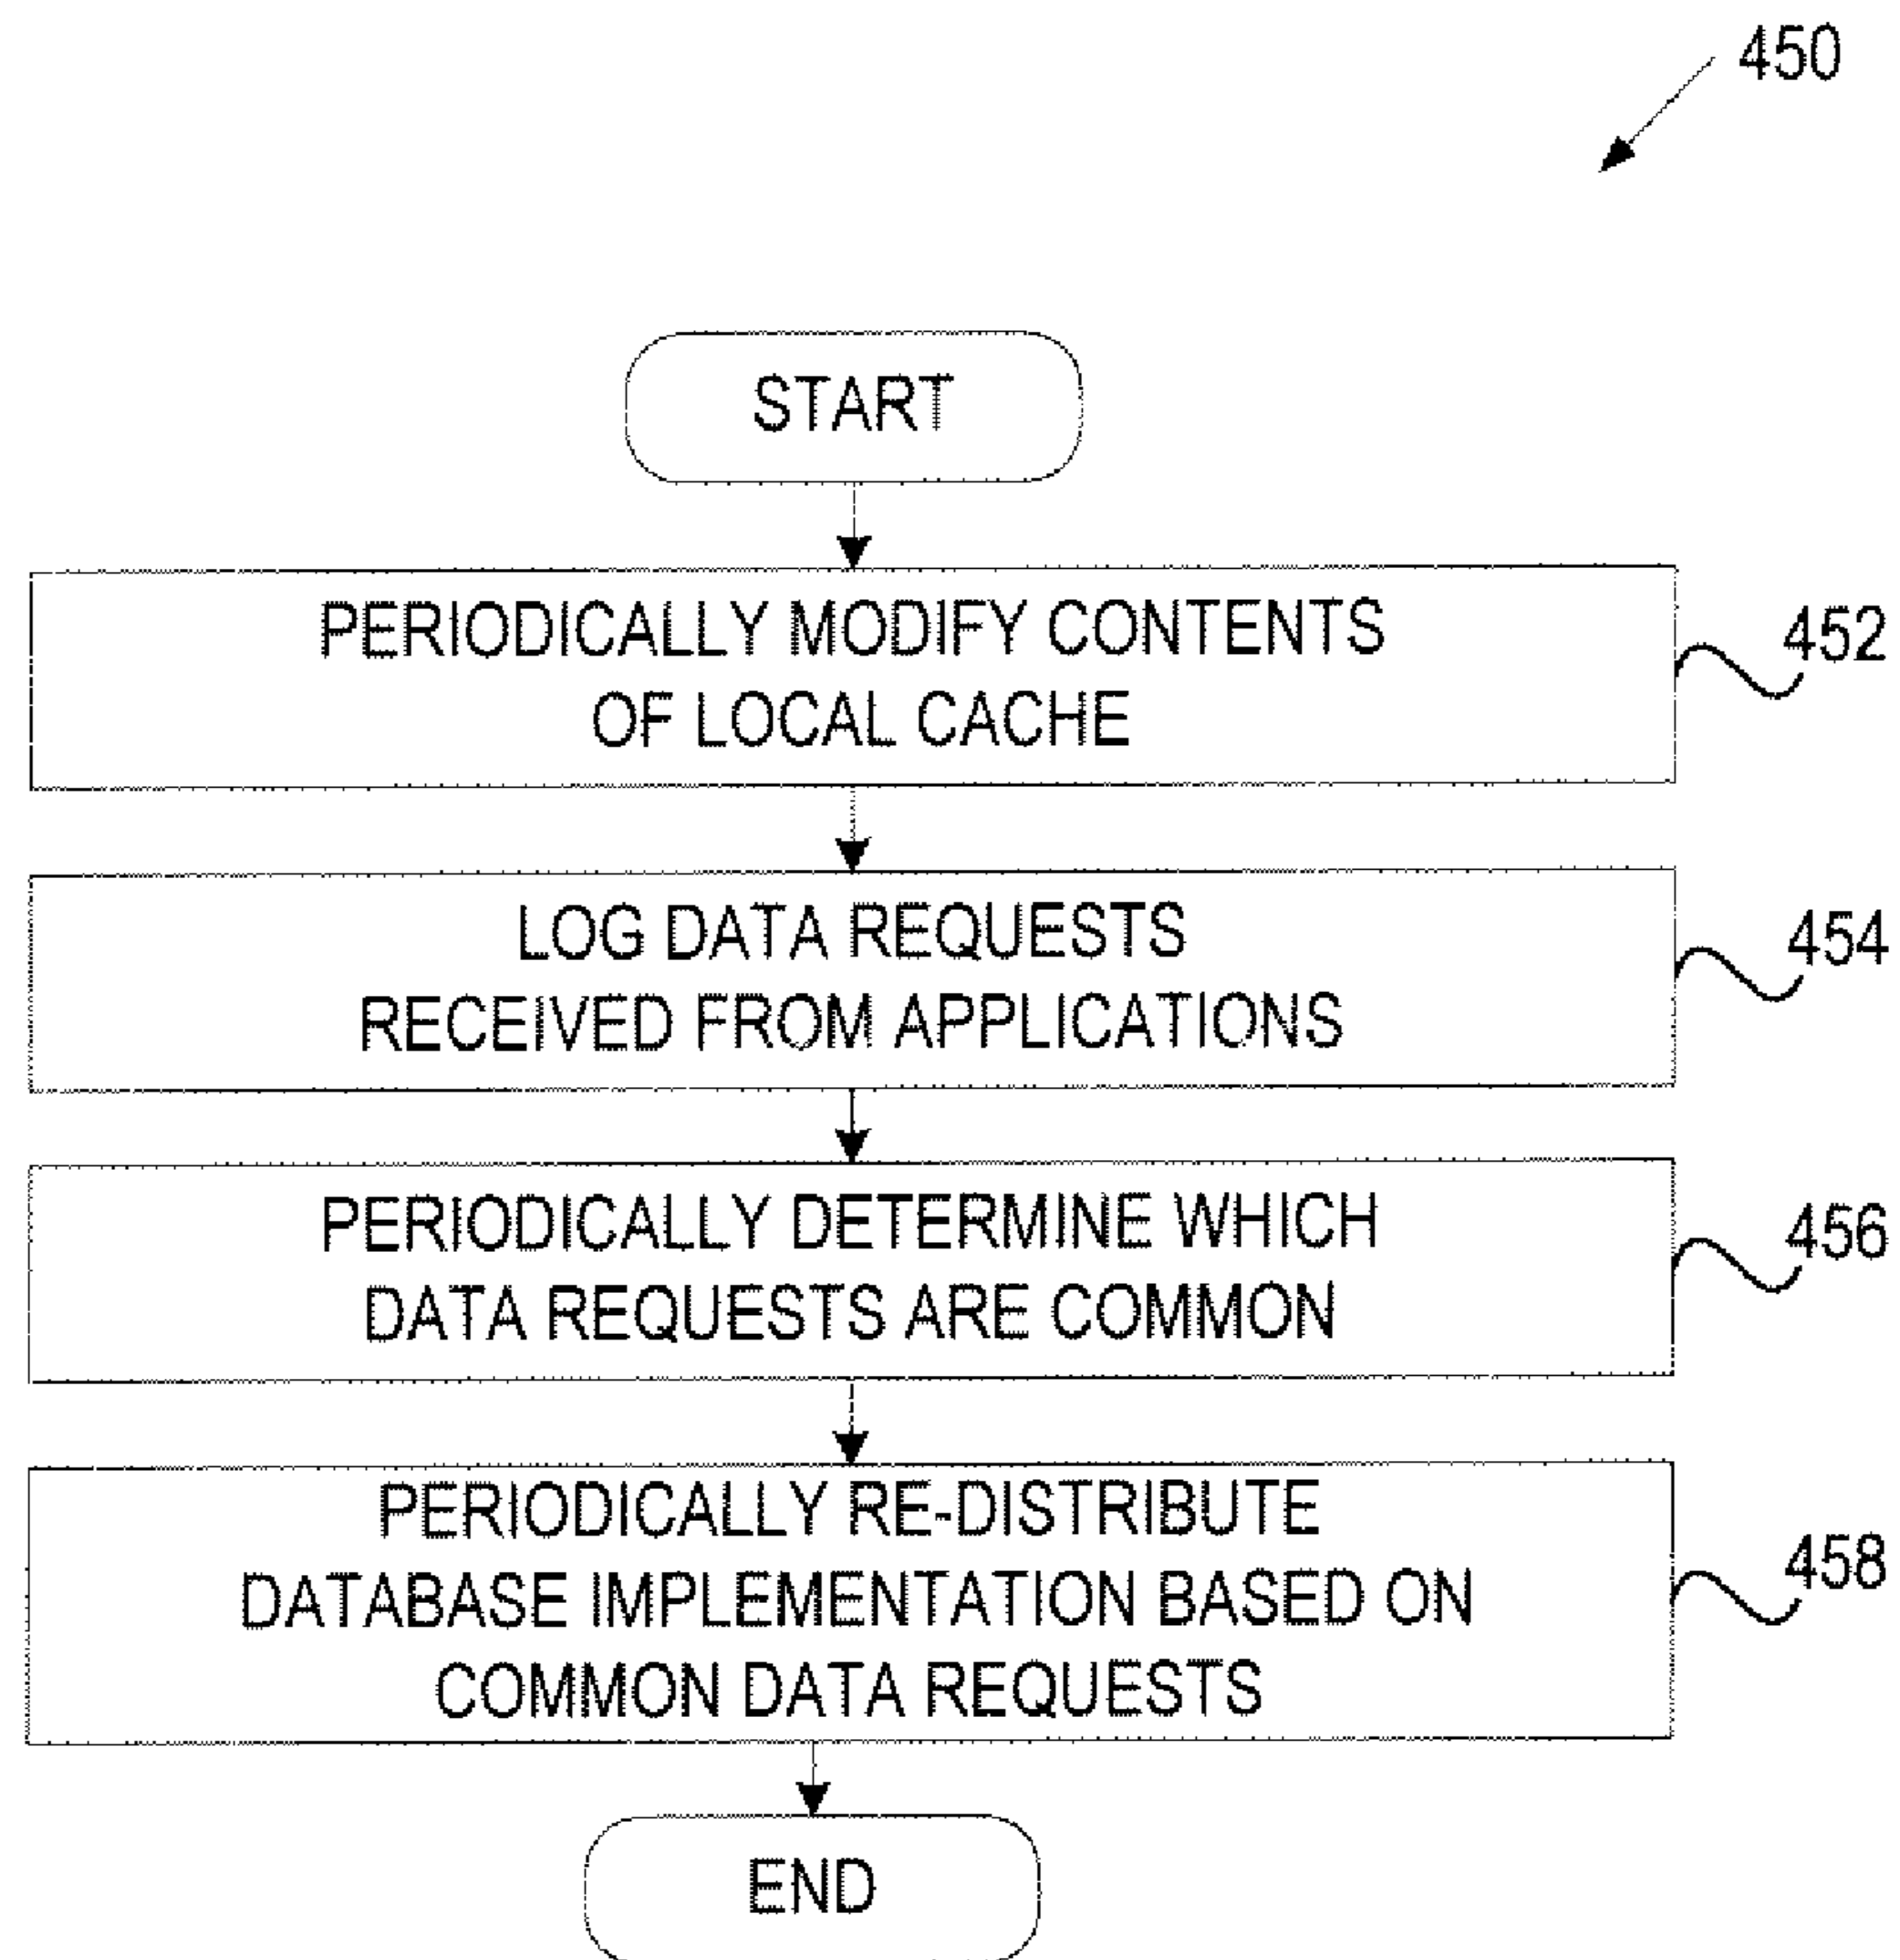 450
START
PERIODICALLY MODIFY CONTENTS
OF LOCAL CACHE
452
LOG DATA REQUESTS
RECEIVED FROM APPLICATIONS
454
PERIODICALLY DETERMINE WHICH
DATA REQUESTS ARE COMMON
456
PERIODICALLY RE-DISTRIBUTE
DATABASE IMPLEMENTATION BASED ON
COMMON DATA REQUESTS
458
END